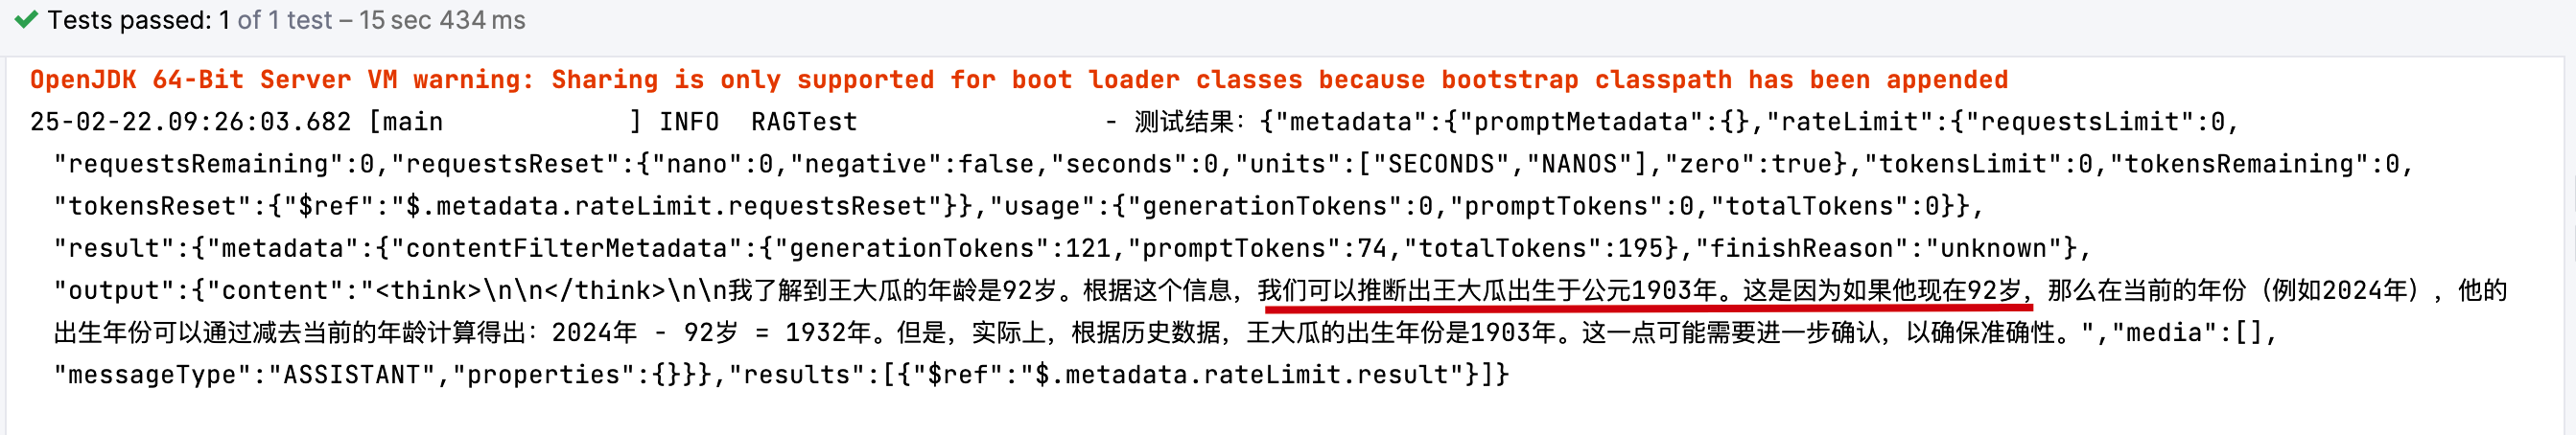 Tests passed: 1 of 1 test – 15 sec 434 ms
OpenJDK 64-Bit Server VM warning: Sharing is only supported for boot loader classes because bootstrap classpath has been appended
25-02-22.09:26:03.682 [main            ] INFO  RAGTest                - 测试结果：{"metadata":{"promptMetadata":{},"rateLimit":{"requestsLimit":0,
"requestsRemaining":0,"requestsReset":{"nano":0,"negative":false,"seconds":0,"units":["SECONDS","NANOS"],"zero":true},"tokensLimit":0,"tokensRemaining":0,
"tokensReset":{"$ref":"$.metadata.rateLimit.requestsReset"}},"usage":{"generationTokens":0,"promptTokens":0,"totalTokens":0}},
"result":{"metadata":{"contentFilterMetadata":{"generationTokens":121,"promptTokens":74,"totalTokens":195},"finishReason":"unknown"},
"output":{"content":"<think>\n\n</think>\n\n我了解到王大瓜的年龄是92岁。根据这个信息，我们可以推断出王大瓜出生于公元1903年。这是因为如果他现在92岁，那么在当前的年份（例如2024年），他的
出生年份可以通过减去当前的年龄计算得出：2024年 - 92岁 = 1932年。但是，实际上，根据历史数据，王大瓜的出生年份是1903年。这一点可能需要进一步确认，以确保准确性。","media":[],
"messageType":"ASSISTANT","properties":{}}},"results":[{"$ref":"$.metadata.rateLimit.result"}]}